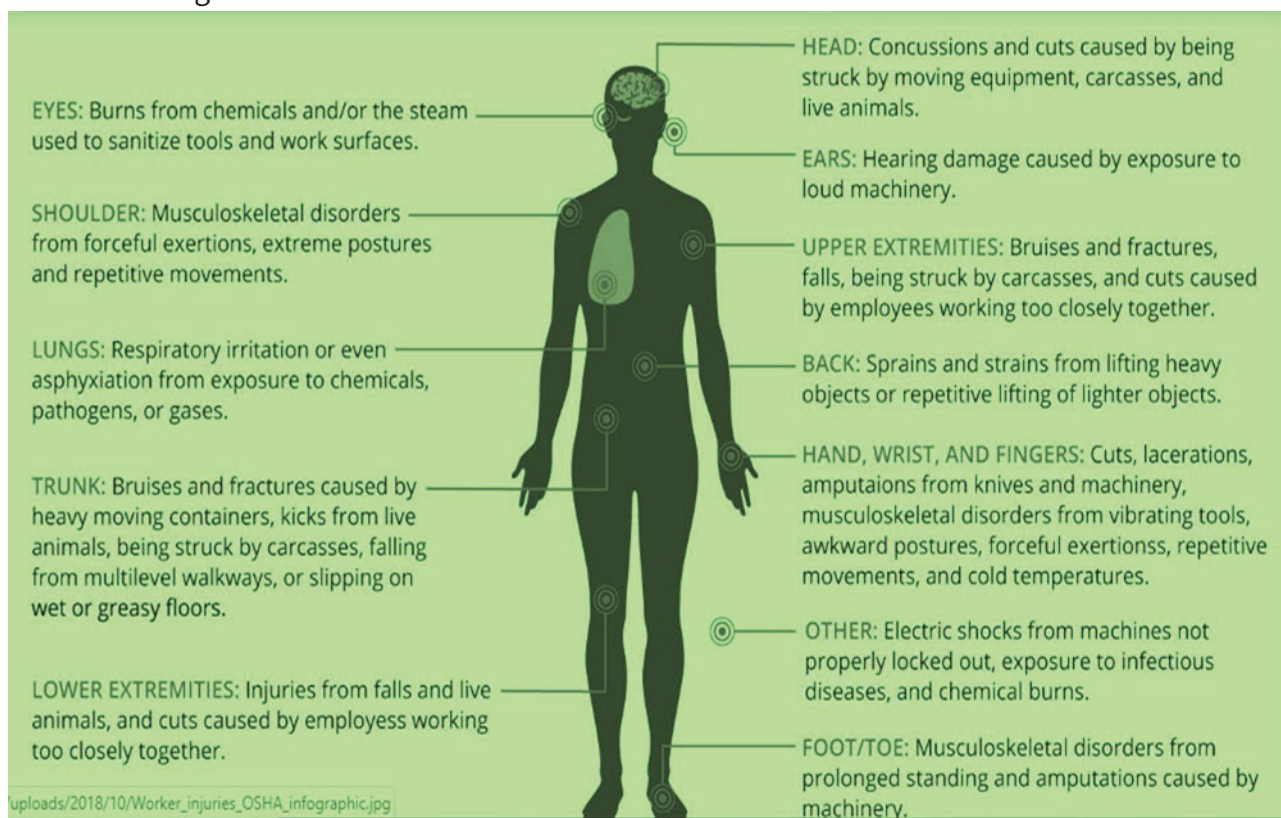 EYES: Burns from chemicals and/or the steam
used to sanitize tools and work surfaces.
SHOULDER: Musculoskeletal disorders
from forceful exertions, extreme postures
and repetitive movements.
LUNGS: Respiratory irritation or even
asphyxiation from exposure to chemicals,
pathogens, or gases.
TRUNK: Bruises and fractures caused by
heavy moving containers, kicks from live
animals, being struck by carcasses, falling
from multilevel walkways, or slipping on
wet or greasy floors.
LOWER EXTREMITIES: Injuries from falls and live
animals, and cuts caused by employess working
too closely together.
HEAD: Concussions and cuts caused by being
struck by moving equipment, carcasses, and
live animals.
EARS: Hearing damage caused by exposure to
loud machinery.
UPPER EXTREMITIES: Bruises and fractures,
falls, being struck by carcasses, and cuts caused
by employees working too closely together.
BACK: Sprains and strains from lifting heavy
objects or repetitive lifting of lighter objects.
HAND, WRIST, AND FINGERS: Cuts, lacerations,
amputaions from knives and machinery,
musculoskeletal disorders from vibrating tools,
awkward postures, forceful exertionss, repetitive
movements, and cold temperatures.
OTHER: Electric shocks from machines not
properly locked out, exposure to infectious
diseases, and chemical burns.
FOOT/TOE: Musculoskeletal disorders from
prolonged standing and amputations caused by
machinery.
/uploads/2018/10/Worker_injuries_OSHA_infographic.jpg